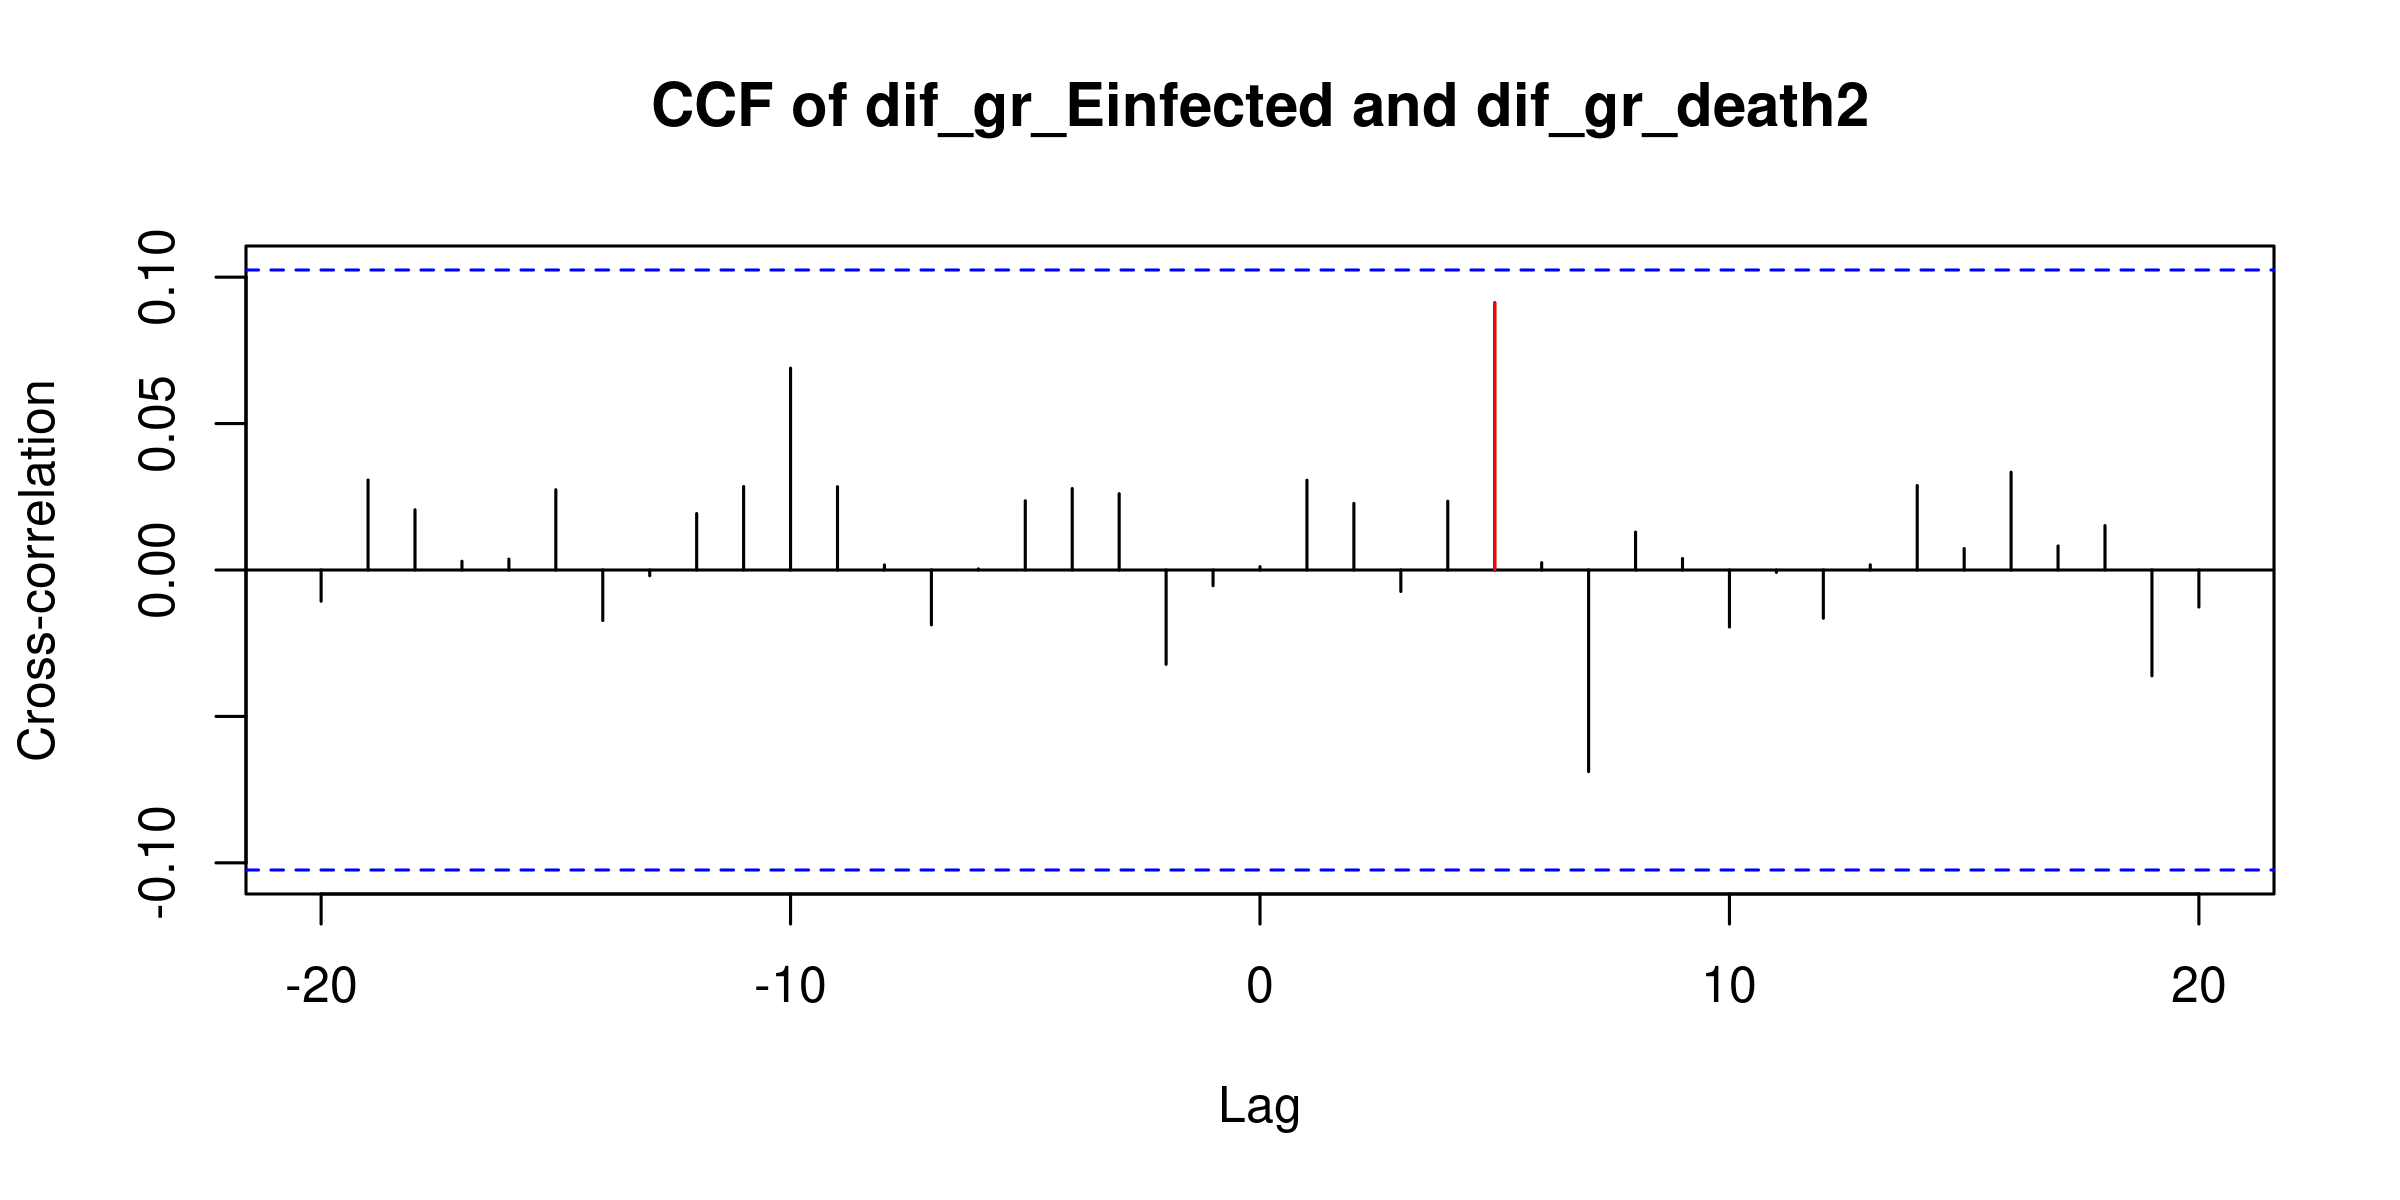 CCF of dif_gr_Einfected and dif_gr_death2
Cross-correlation
0.10
0.05
0.00
-0.10
-20 -10 0 10 20
Lag